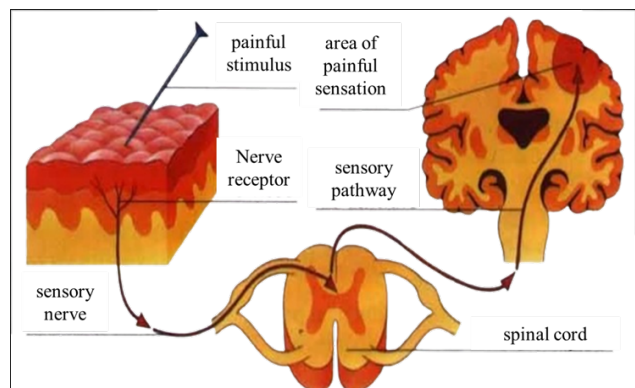 painful
stimulus
area of
painful
sensation
Nerve
receptor
sensory
pathway
sensory
nerve
spinal cord